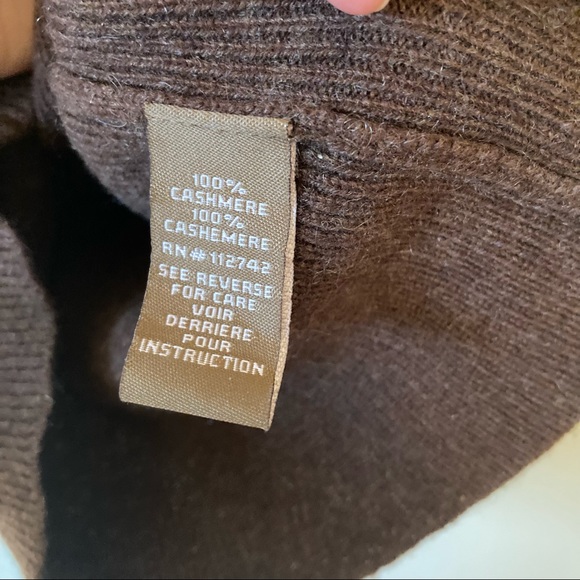 100%
CASHMERE
100%
CASHEMERE
RN#112742
SEE REVERSE
FOR CARE
VOIR
DERRIERE
POUR
INSTRUCTION